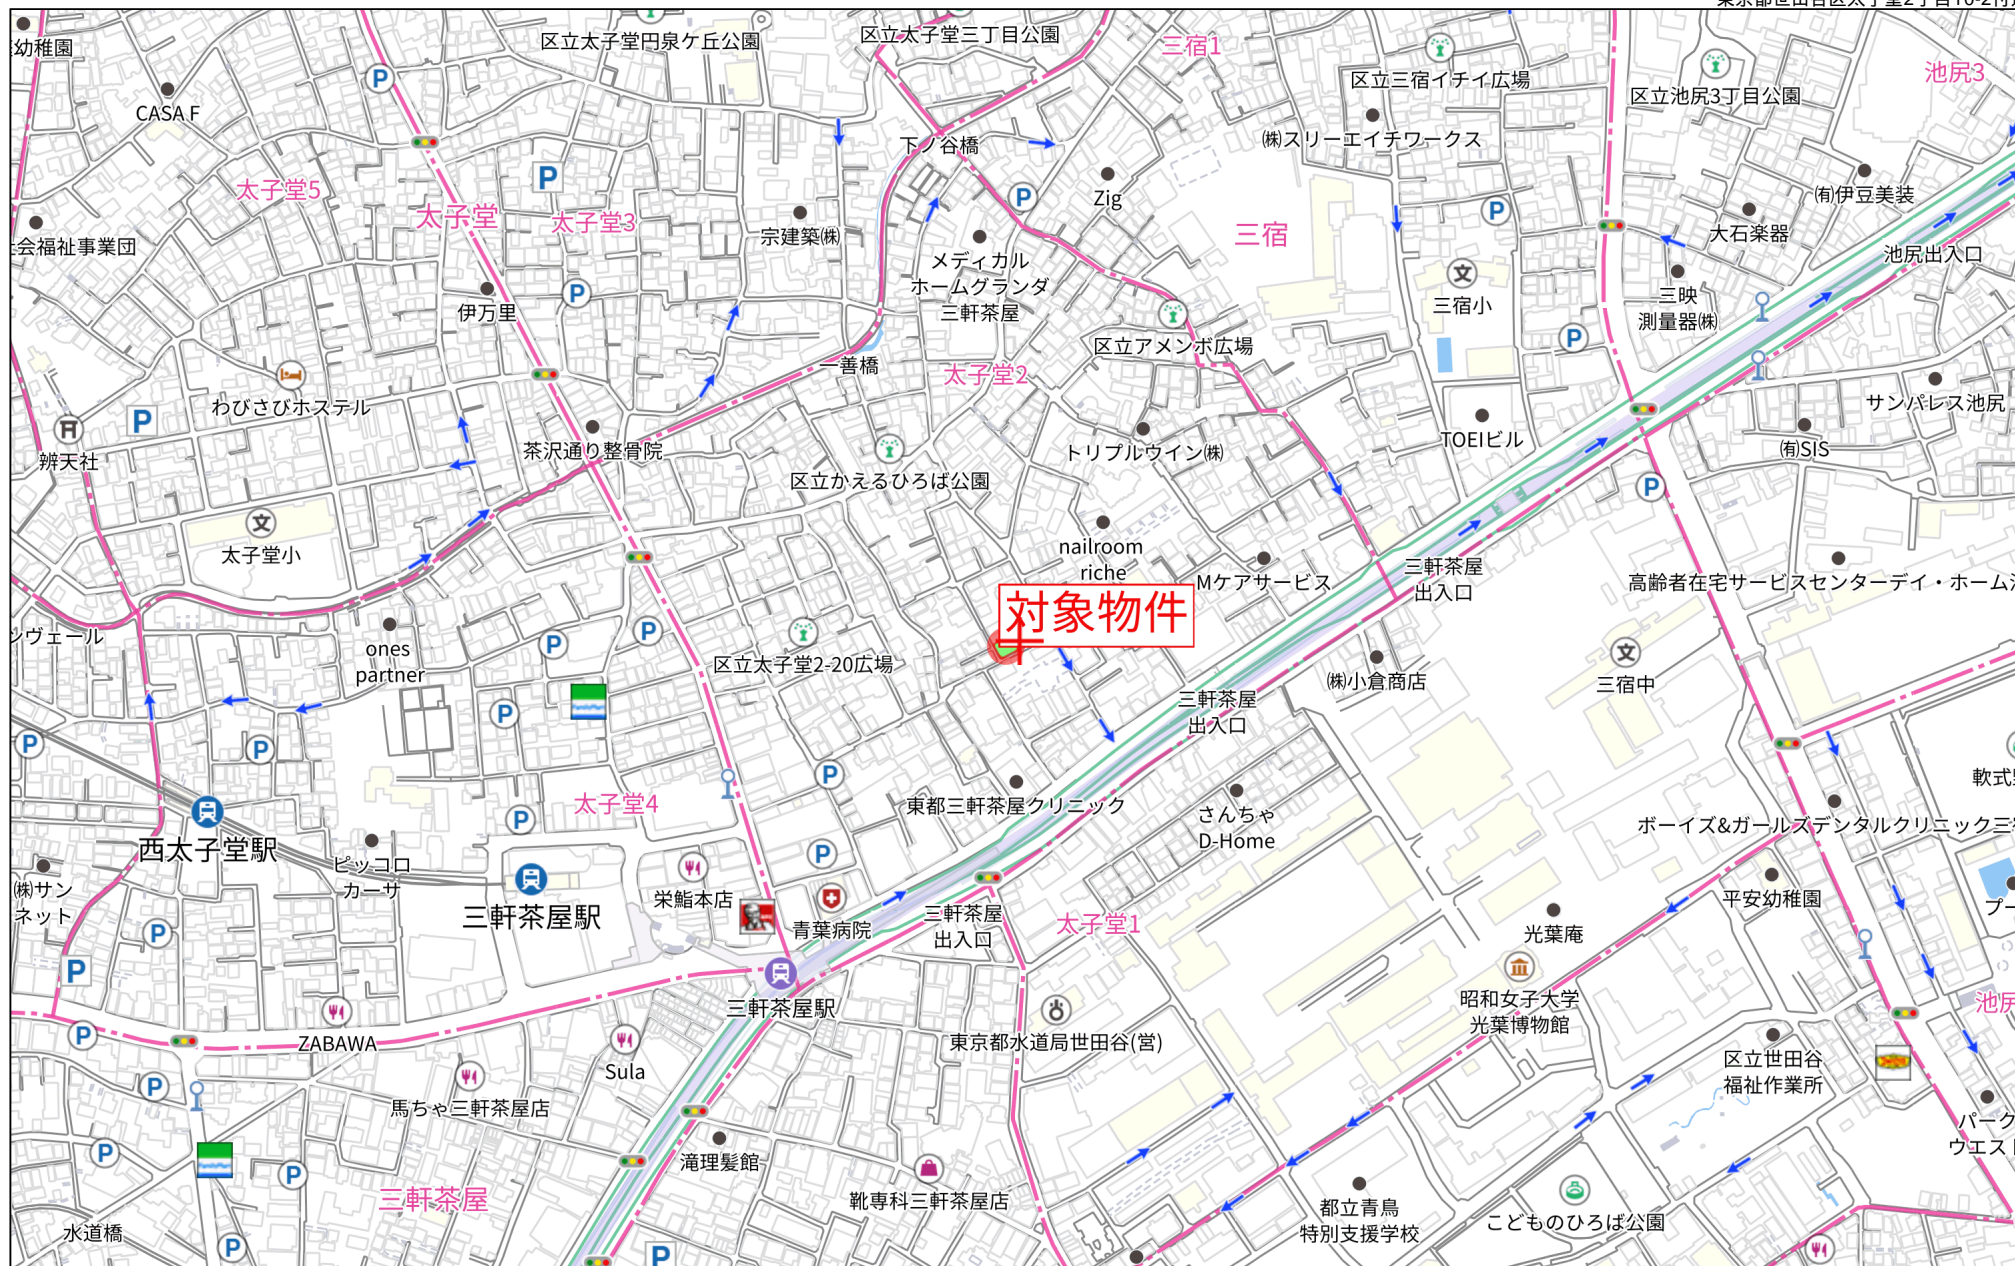 幼稚園
区立太子堂円泉ケ丘公園
区立太子堂三丁目公園
三宿1
区立三宿イチイ広場
池尻3
区立池尻3丁目公園
CASA F
P
㈱スリーエイチワークス
下ノ谷橋
太子堂5
太子堂
太子堂3
P
P
Zig
P
㈲伊豆美装
大石楽器
宗建築㈱
三宿
池尻出入口
会福祉事業団
メディカル
ホームグランダ
三軒茶屋
伊万里
P
文
三宿小
三映
測量器㈱
P
区立アメンボ広場
一善橋
太子堂2
わびさびホステル
P
サンパレス池尻
茶沢通り整骨院
トリプルウイン㈱
TOEIビル
㈲SIS
辨天社
区立かえるひろば公園
P
文
太子堂小
nailroom
riche
Mケアサービス
三軒茶屋
出入口
高齢者在宅サービスセンターデイ・ホーム
対象物件
ンヴェール
ones
partner
P
P
区立太子堂2-20広場
文
三宿中
㈱小倉商店
三軒茶屋
出入口
P
FamilyMart
P
P
P
太子堂4
東都三軒茶屋クリニック
さんちゃ
D-Home
P
軟式
ボーイズ&ガールズデンタルクリニック三
西太子堂駅
ピッコロ
カーサ
P
㈱サン
ネット
栄鮨本店
三軒茶屋駅
青葉病院
三軒茶屋
出入口
太子堂1
平安幼稚園
プー
光葉庵
P
P
昭和女子大学
光葉博物館
池尻
三軒茶屋駅
P
ZABAWA
東京都水道局世田谷(営)
Sula
区立世田谷
福祉作業所
P
馬ちゃ三軒茶屋店
パーク
ウエスト
P
FamilyMart
P
滝理髪館
三軒茶屋
靴専科三軒茶屋店
都立青鳥
特別支援学校
こどものひろば公園
水道橋
P
P